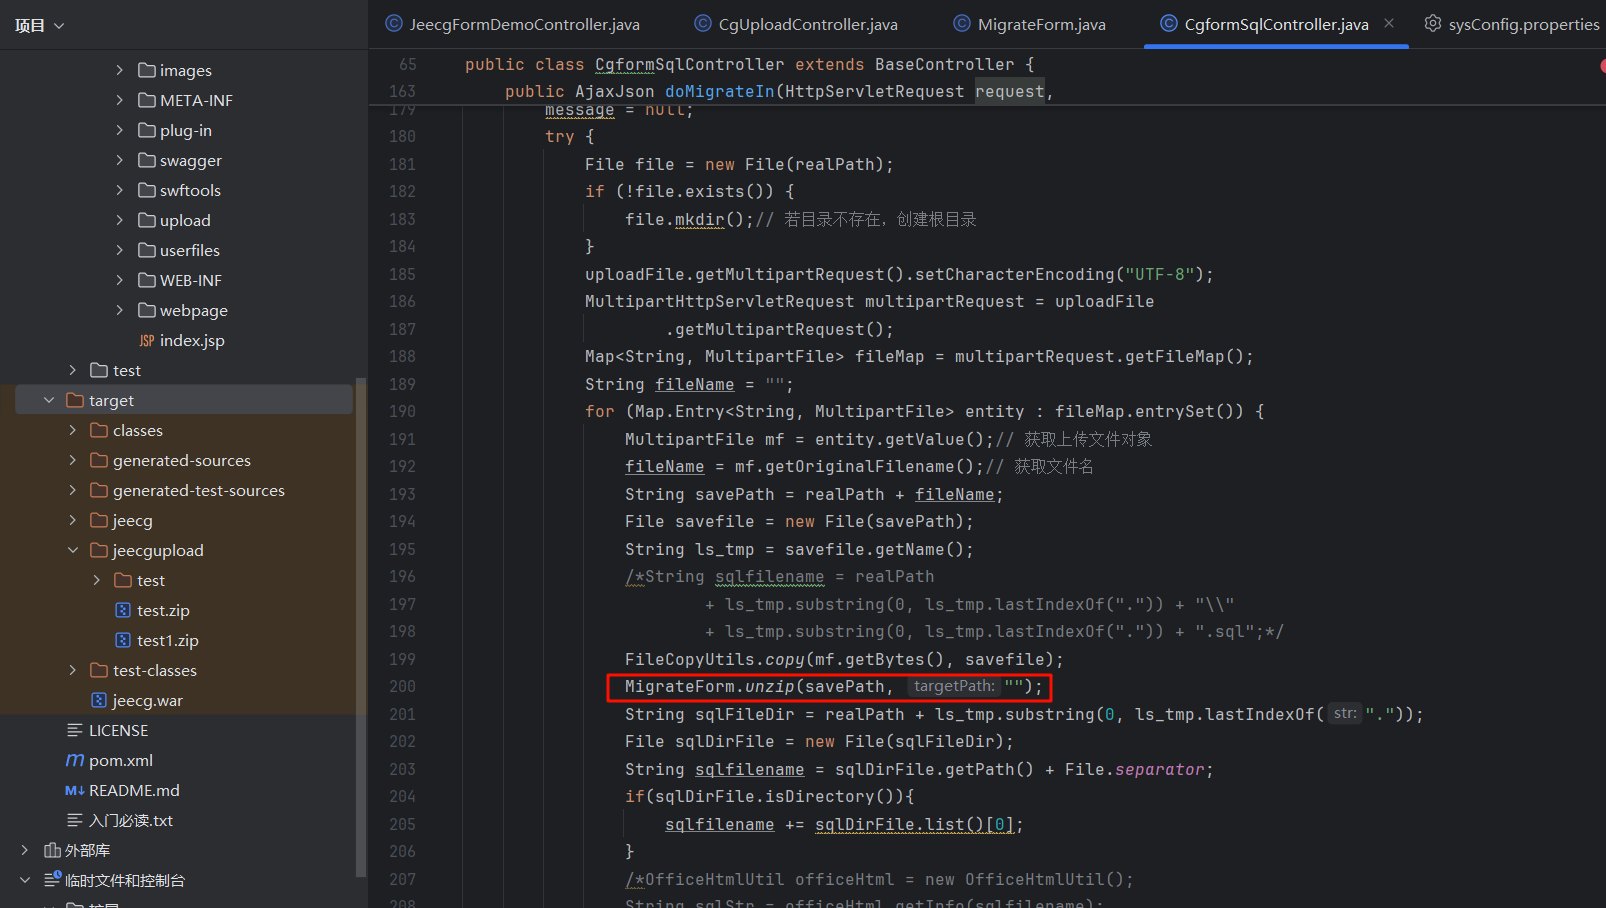 项目
images
META-INF
plug-in
swagger
swftools
upload
userfiles
WEB-INF
webpage
JSP index.jsp
test
target
classes
generated-sources
generated-test-sources
jeecg
jeecgupload
test
test.zip
test1.zip
test-classes
jeecg.war
LICENSE
m pom.xml
M↓ README.md
入门必读.txt
外部库
临时文件和控制台
扩展
JeecgFormDemoController.java
CgUploadController.java
MigrateForm.java
CgformSqlController.java
sysConfig.properties
65 public class CgformSqlController extends BaseController {
163 public AjaxJson doMigrateIn(HttpServletRequest request,
179 message = null;
180 try {
181 File file = new File(realPath);
182 if (!file.exists()) {
183 file.mkdir();// 若目录不存在，创建根目录
184 }
185 uploadFile.getMultipartRequest().setCharacterEncoding("UTF-8");
186 MultipartHttpServletRequest multipartRequest = uploadFile
187 .getMultipartRequest();
188 Map<String, MultipartFile> fileMap = multipartRequest.getFileMap();
189 String fileName = "";
190 for (Map.Entry<String, MultipartFile> entity : fileMap.entrySet()) {
191 MultipartFile mf = entity.getValue();// 获取上传文件对象
192 fileName = mf.getOriginalFilename();// 获取文件名
193 String savePath = realPath + fileName;
194 File savefile = new File(savePath);
195 String ls_tmp = savefile.getName();
196 /*String sqlfilename = realPath
197 + ls_tmp.substring(0, ls_tmp.lastIndexOf(".")) + "\\"
198 + ls_tmp.substring(0, ls_tmp.lastIndexOf(".")) + ".sql";*/
199 FileCopyUtils.copy(mf.getBytes(), savefile);
200 MigrateForm.unzip(savePath, targetPath: "");
201 String sqlFileDir = realPath + ls_tmp.substring(0, ls_tmp.lastIndexOf( str: "."));
202 File sqlDirFile = new File(sqlFileDir);
203 String sqlfilename = sqlDirFile.getPath() + File.separator;
204 if(sqlDirFile.isDirectory()){
205 sqlfilename += sqlDirFile.list()[0];
206 }
207 /*OfficeHtmlUtil officeHtml = new OfficeHtmlUtil();
208 String sqlStr = officeHtml.getInfo(sqlfilename);